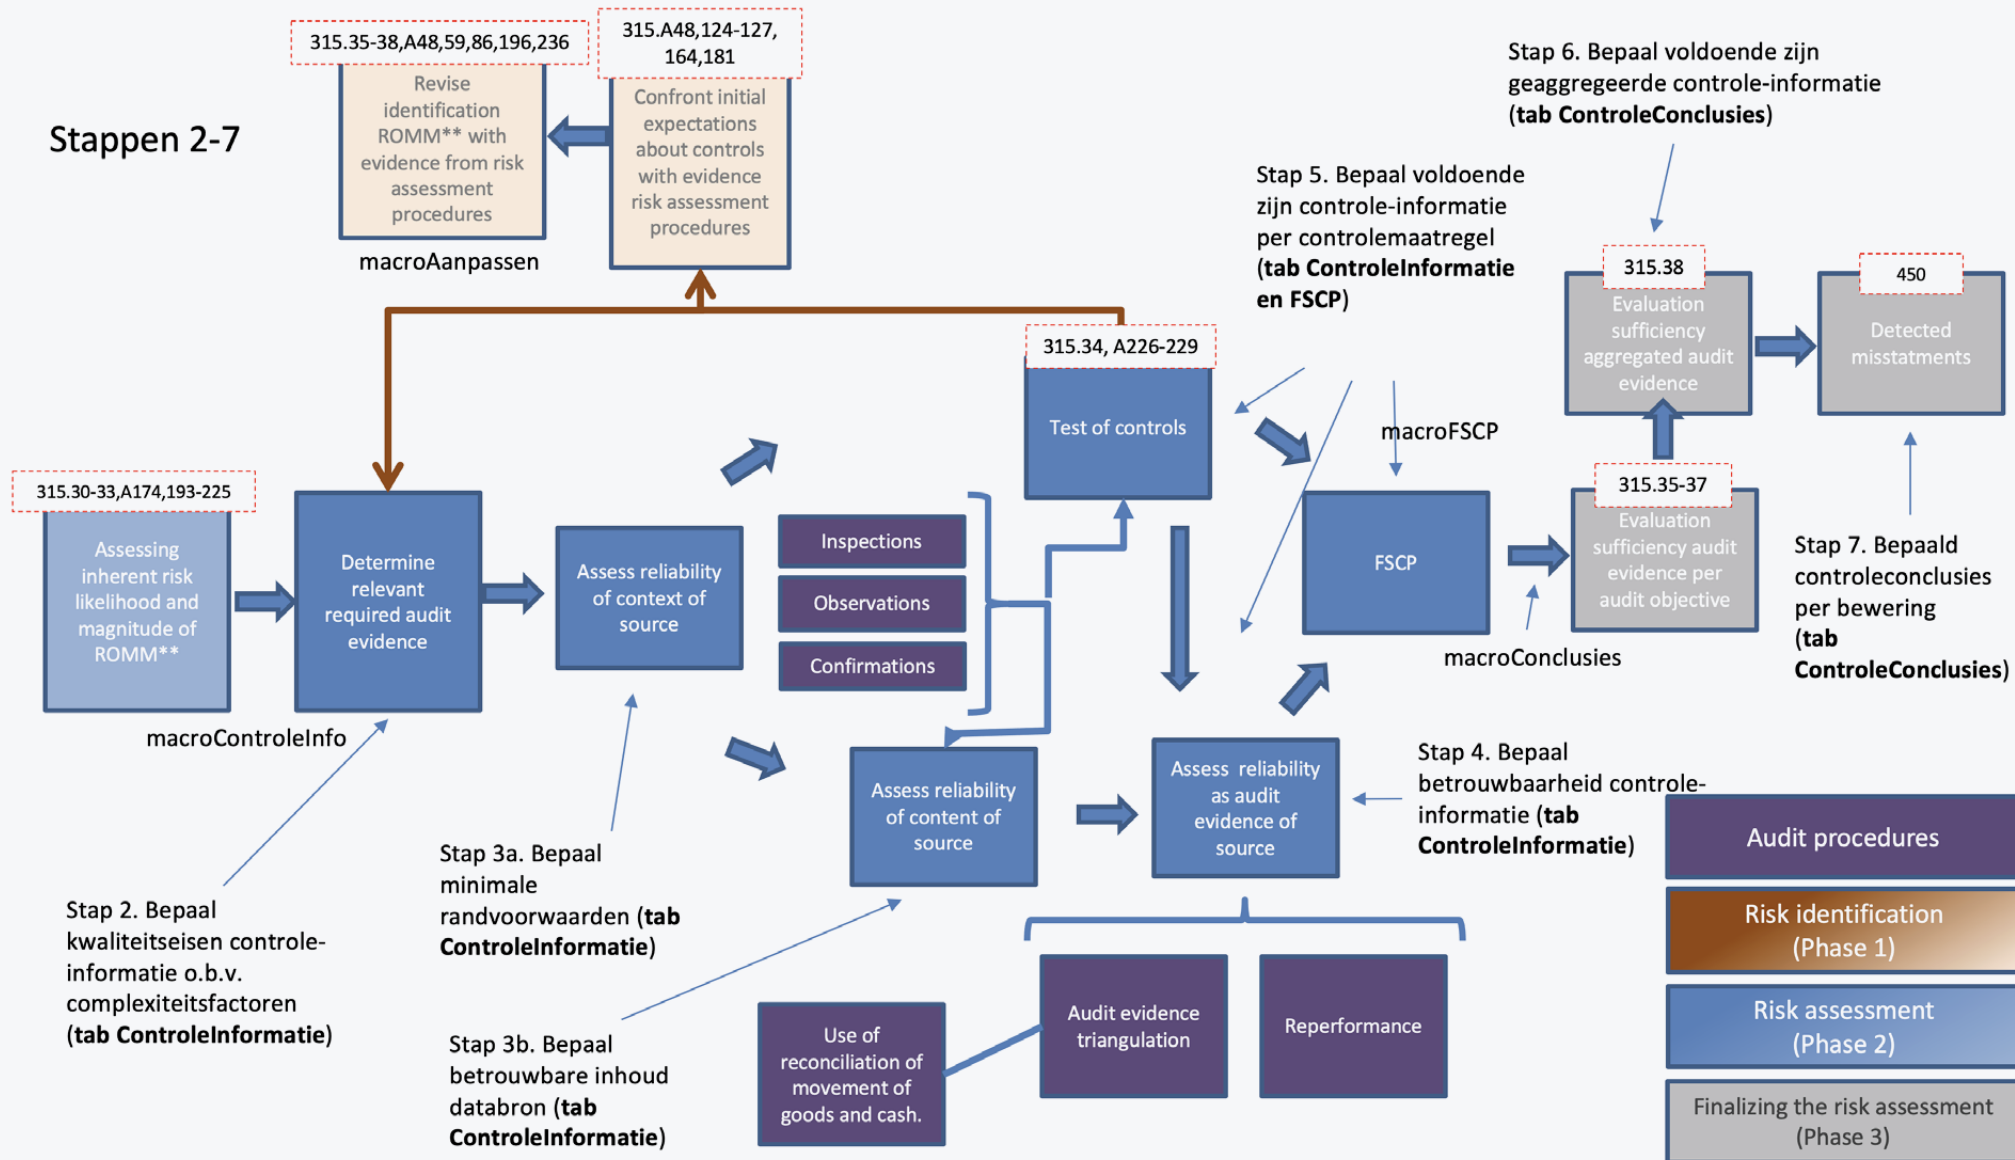 Stappen 2-7
315.35-38,A48,59,86,196,236
Revise
identification
ROMM** with
evidence from risk
assessment
procedures
macroAanpassen
315.A48,124-127,
164,181
Confront initial
expectations
about controls
with evidence
risk assessment
procedures
Stap 6. Bepaal voldoende zijn
geaggregeerde controle-informatie
(tab ControleConclusies)
Stap 5. Bepaal voldoende
zijn controle-informatie
per controlemaatregel
(tab ControleInformatie
en FSCP)
315.38
Evaluation
sufficiency
aggregated audit
evidence
450
Detected
misstatments
315.34, A226-229
Test of controls
macroFSCP
315.30-33,A174,193-225
Assessing
inherent risk
likelihood and
magnitude of
ROMM**
macroControleInfo
Determine
relevant
required audit
evidence
Assess reliability
of context of
source
Inspections
Observations
Confirmations
FSCP
315.35-37
Evaluation
sufficiency audit
evidence per
audit objective
macroConclusies
Stap 7. Bepaald
controleconclusies
per bewering
(tab
ControleConclusies)
Assess reliability
of content of
source
Assess reliability
as audit
evidence of
source
Stap 4. Bepaal
betrouwbaarheid controle-
informatie (tab
ControleInformatie)
Stap 2. Bepaal
kwaliteitseisen controle-
informatie o.b.v.
complexiteitsfactoren
(tab ControleInformatie)
Stap 3a. Bepaal
minimale
randvoorwaarden (tab
ControleInformatie)
Stap 3b. Bepaal
betrouwbare inhoud
databron (tab
ControleInformatie)
Use of
reconciliation of
movement of
goods and cash.
Audit evidence
triangulation
Reperformance
Audit procedures
Risk identification
(Phase 1)
Risk assessment
(Phase 2)
Finalizing the risk assessment
(Phase 3)